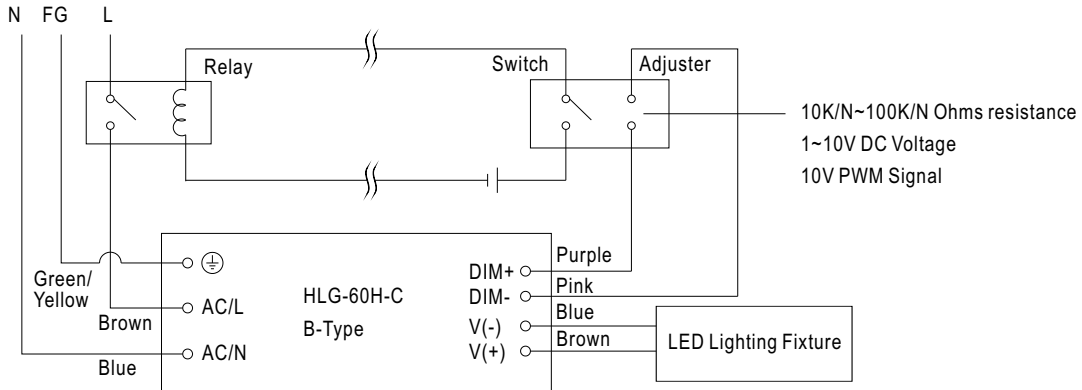 N FG L
Relay
Switch
Adjuster
10K/N~100K/N Ohms resistance
1~10V DC Voltage
10V PWM Signal
Green/
Yellow
Brown
Blue
AC/L
AC/N
HLG-60H-C
B-Type
DIM+
DIM-
V(-)
V(+)
Purple
Pink
Blue
Brown
LED Lighting Fixture